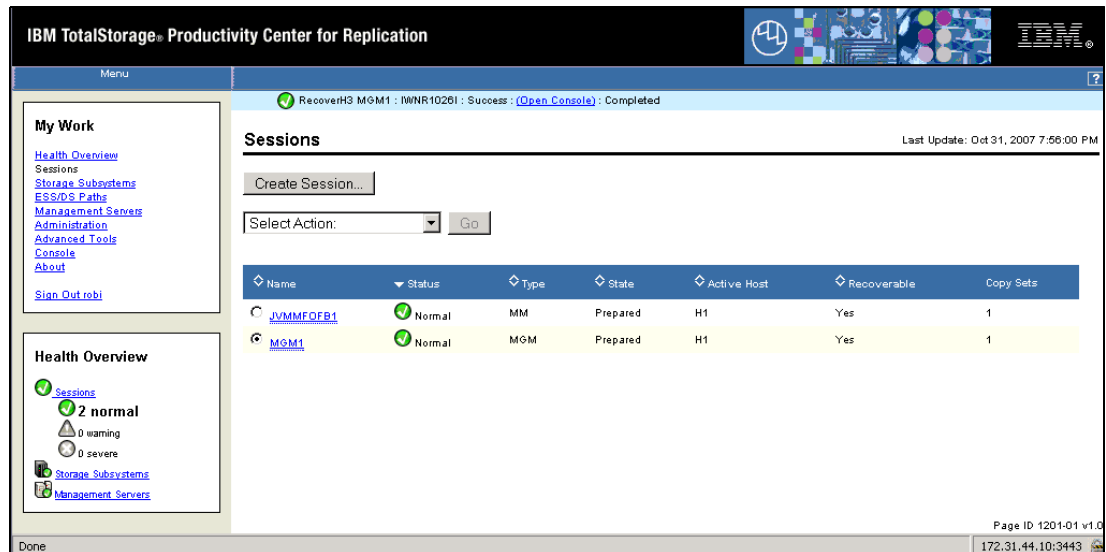 IBM TotalStorage® Productivity Center for Replication
IBM®
Menu
?
RecoverH3 MGM1 : IWNR1026I : Success : (Open Console) : Completed
My Work
Health Overview
Sessions
Storage Subsystems
ESS/DS Paths
Management Servers
Administration
Advanced Tools
Console
About
Sign Out robi
Sessions
Last Update: Oct 31, 2007 7:56:00 PM
Create Session...
Select Action:
Go
Name Status Type State Active Host Recoverable Copy Sets
JVMMFOFB1 Normal MM Prepared H1 Yes 1
MGM1 Normal MGM Prepared H1 Yes 1
Health Overview
Sessions
2 normal
0 warning
0 severe
Storage Subsystems
Management Servers
Page ID 1201-01 v1.0
Done
172.31.44.10:3443